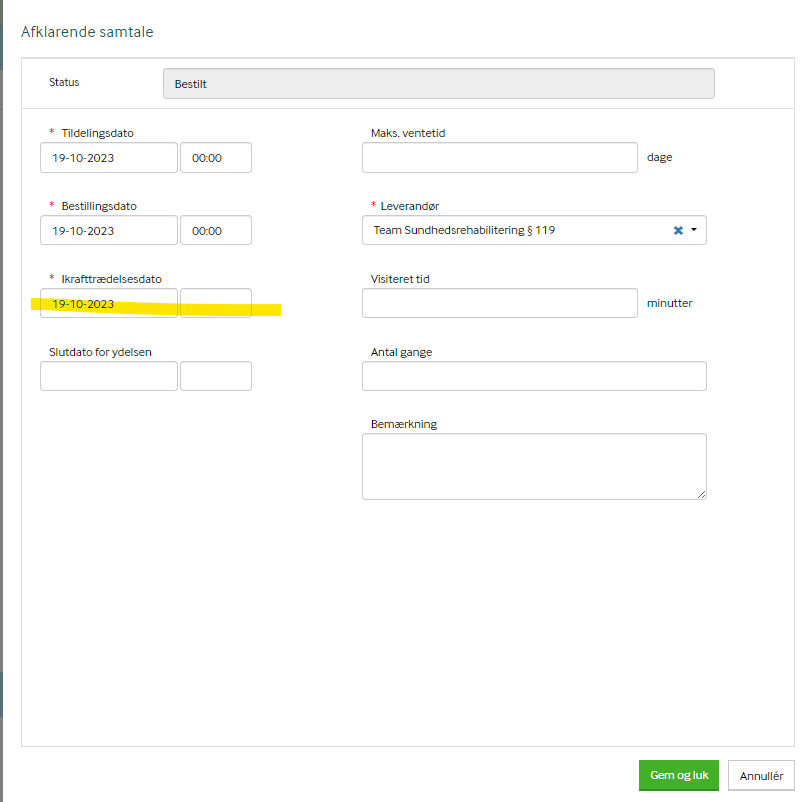 Afklarende samtale
Status
Bestilt
* Tildelingsdato
19-10-2023 00:00
Maks. ventetid
dage
* Bestillingsdato
19-10-2023 00:00
* Leverandør
Team Sundhedsrehabilitering § 119
* Ikrafttrædelsesdato
19-10-2023
Visiteret tid
minutter
Slutdato for ydelsen
Antal gange
Bemærkning
Gem og luk
Annullér